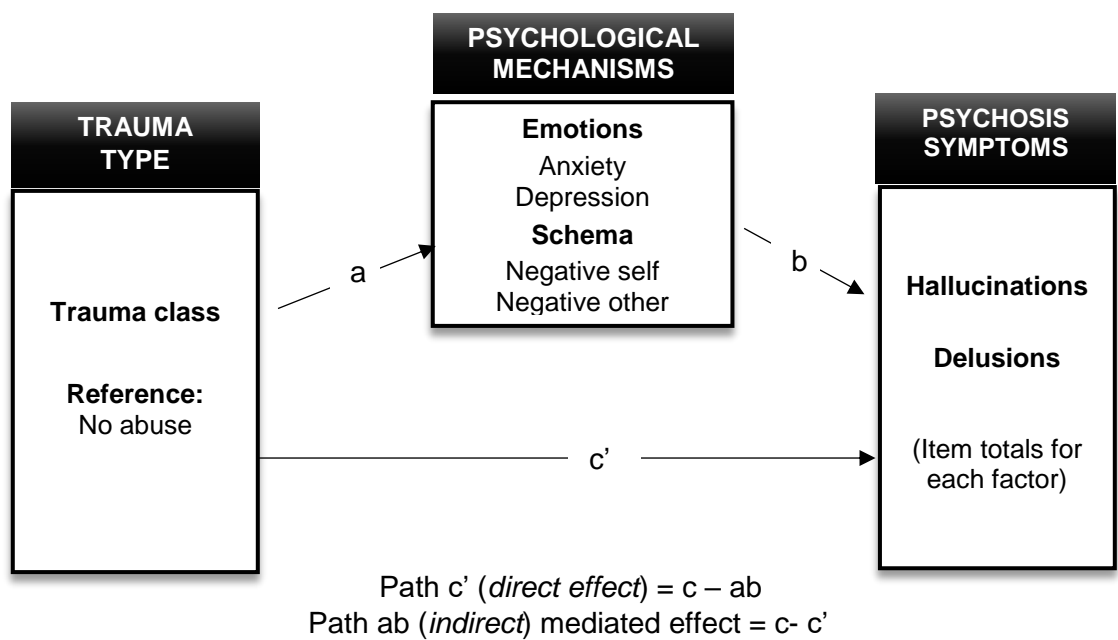 TRAUMA
TYPE
Trauma class
Reference:
No abuse
a
PSYCHOLOGICAL
MECHANISMS
Emotions
Anxiety
Depression
Schema
Negative self
Negative other
b
c’
PSYCHOSIS
SYMPTOMS
Hallucinations
Delusions
(Item totals for
each factor)
Path c’ (direct effect) = c – ab
Path ab (indirect) mediated effect = c- c’